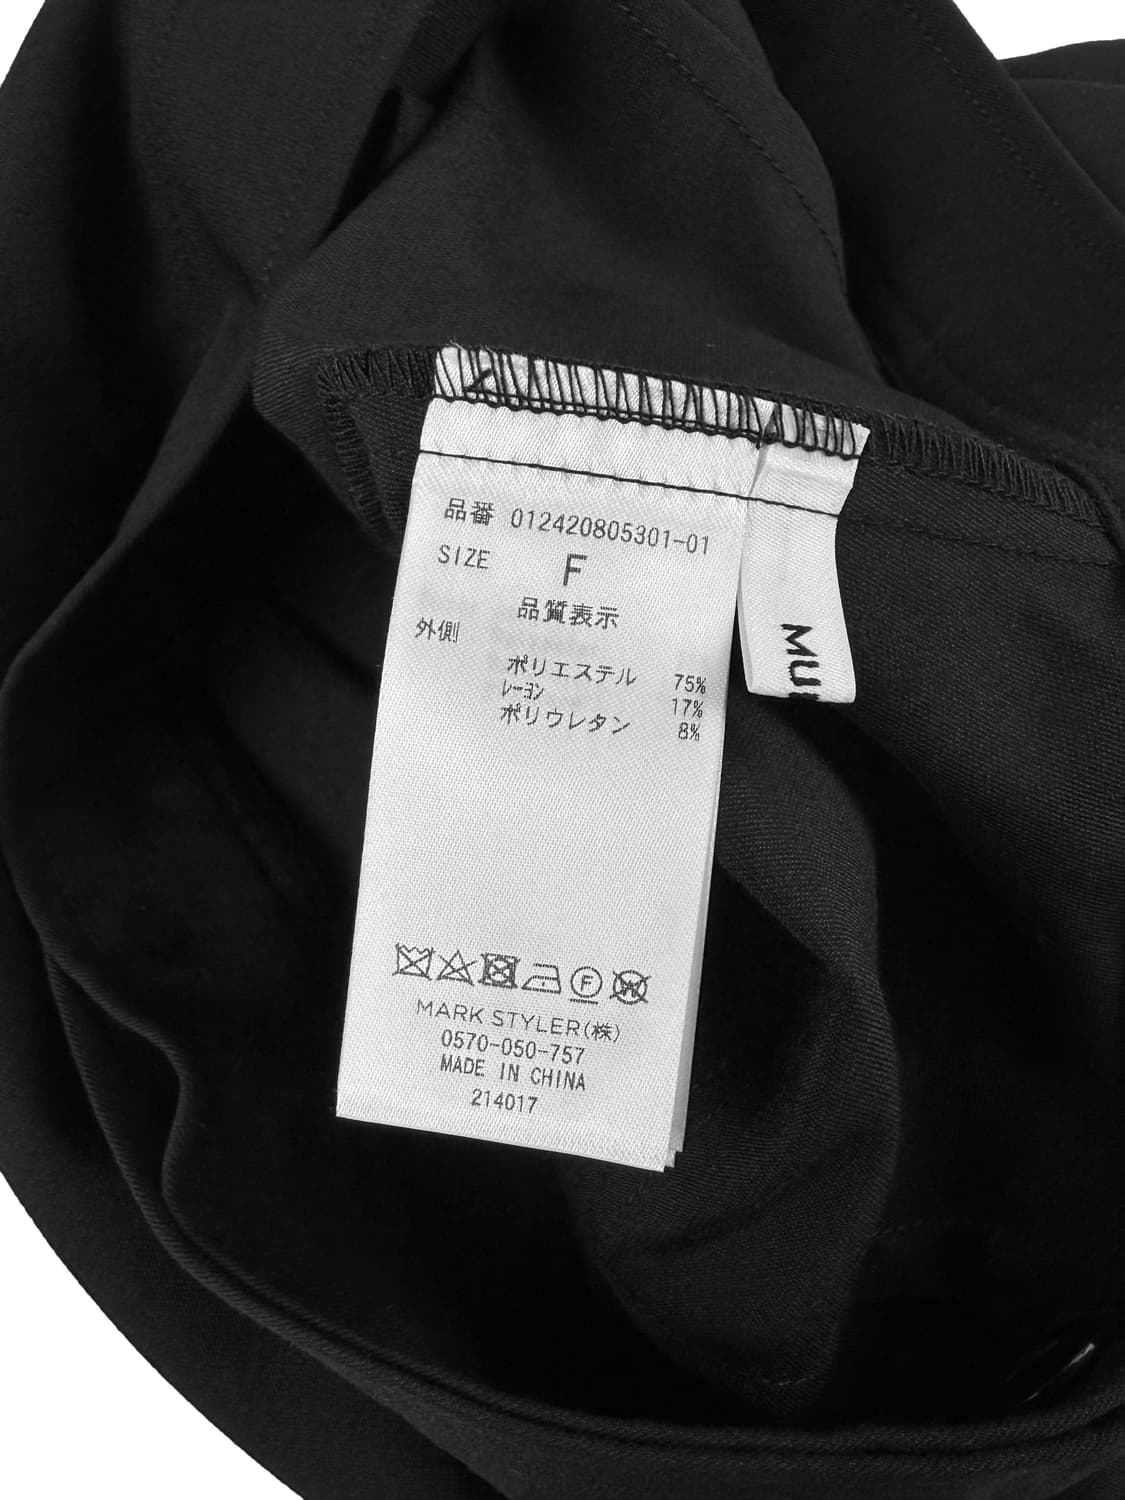 品番 012420805301-01
SIZE F
品質表示
外側
ポリエステル 75%
レーヨン 17%
ポリウレタン 8%
F
W
MARK STYLER(株)
0570-050-757
MADE IN CHINA
214017
MU